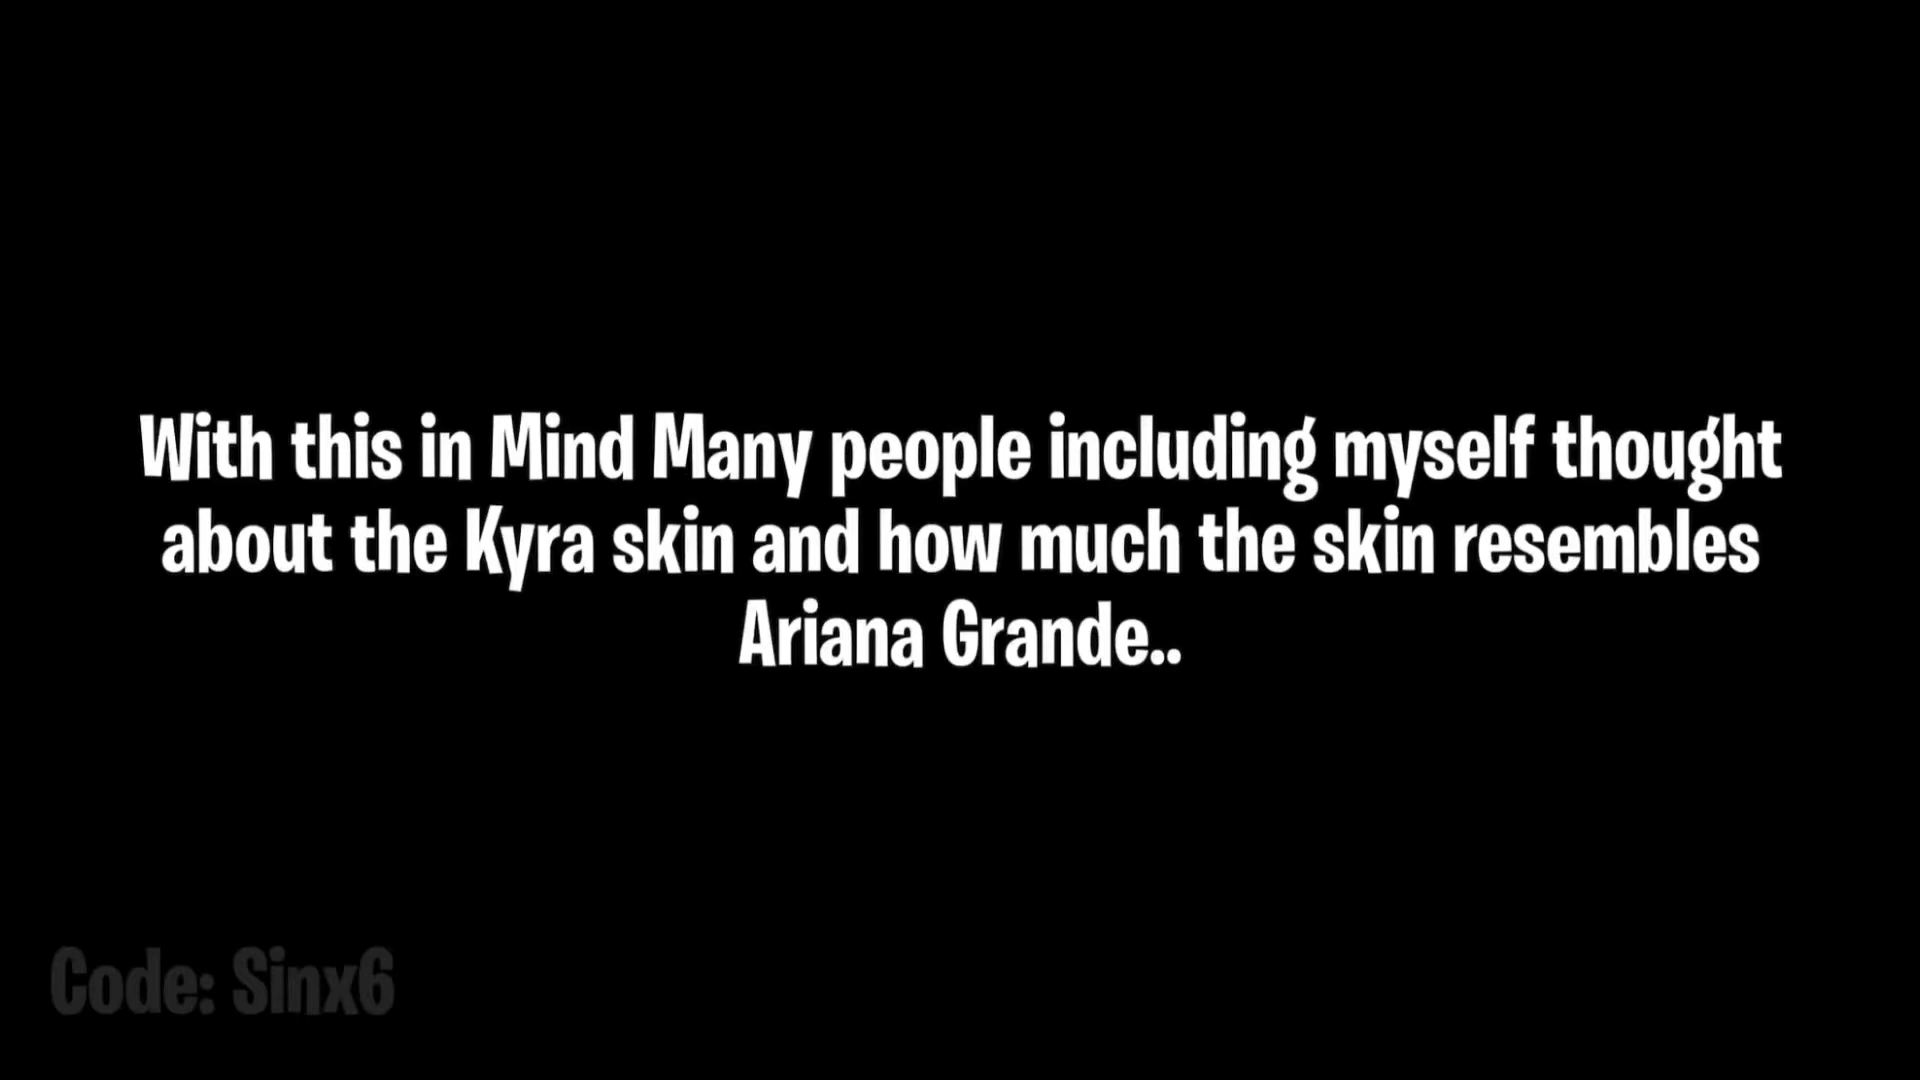 With this in Mind Many people including myself thought
about the Kyra skin and how much the skin resembles
Ariana Grande..
Code: Sinx6